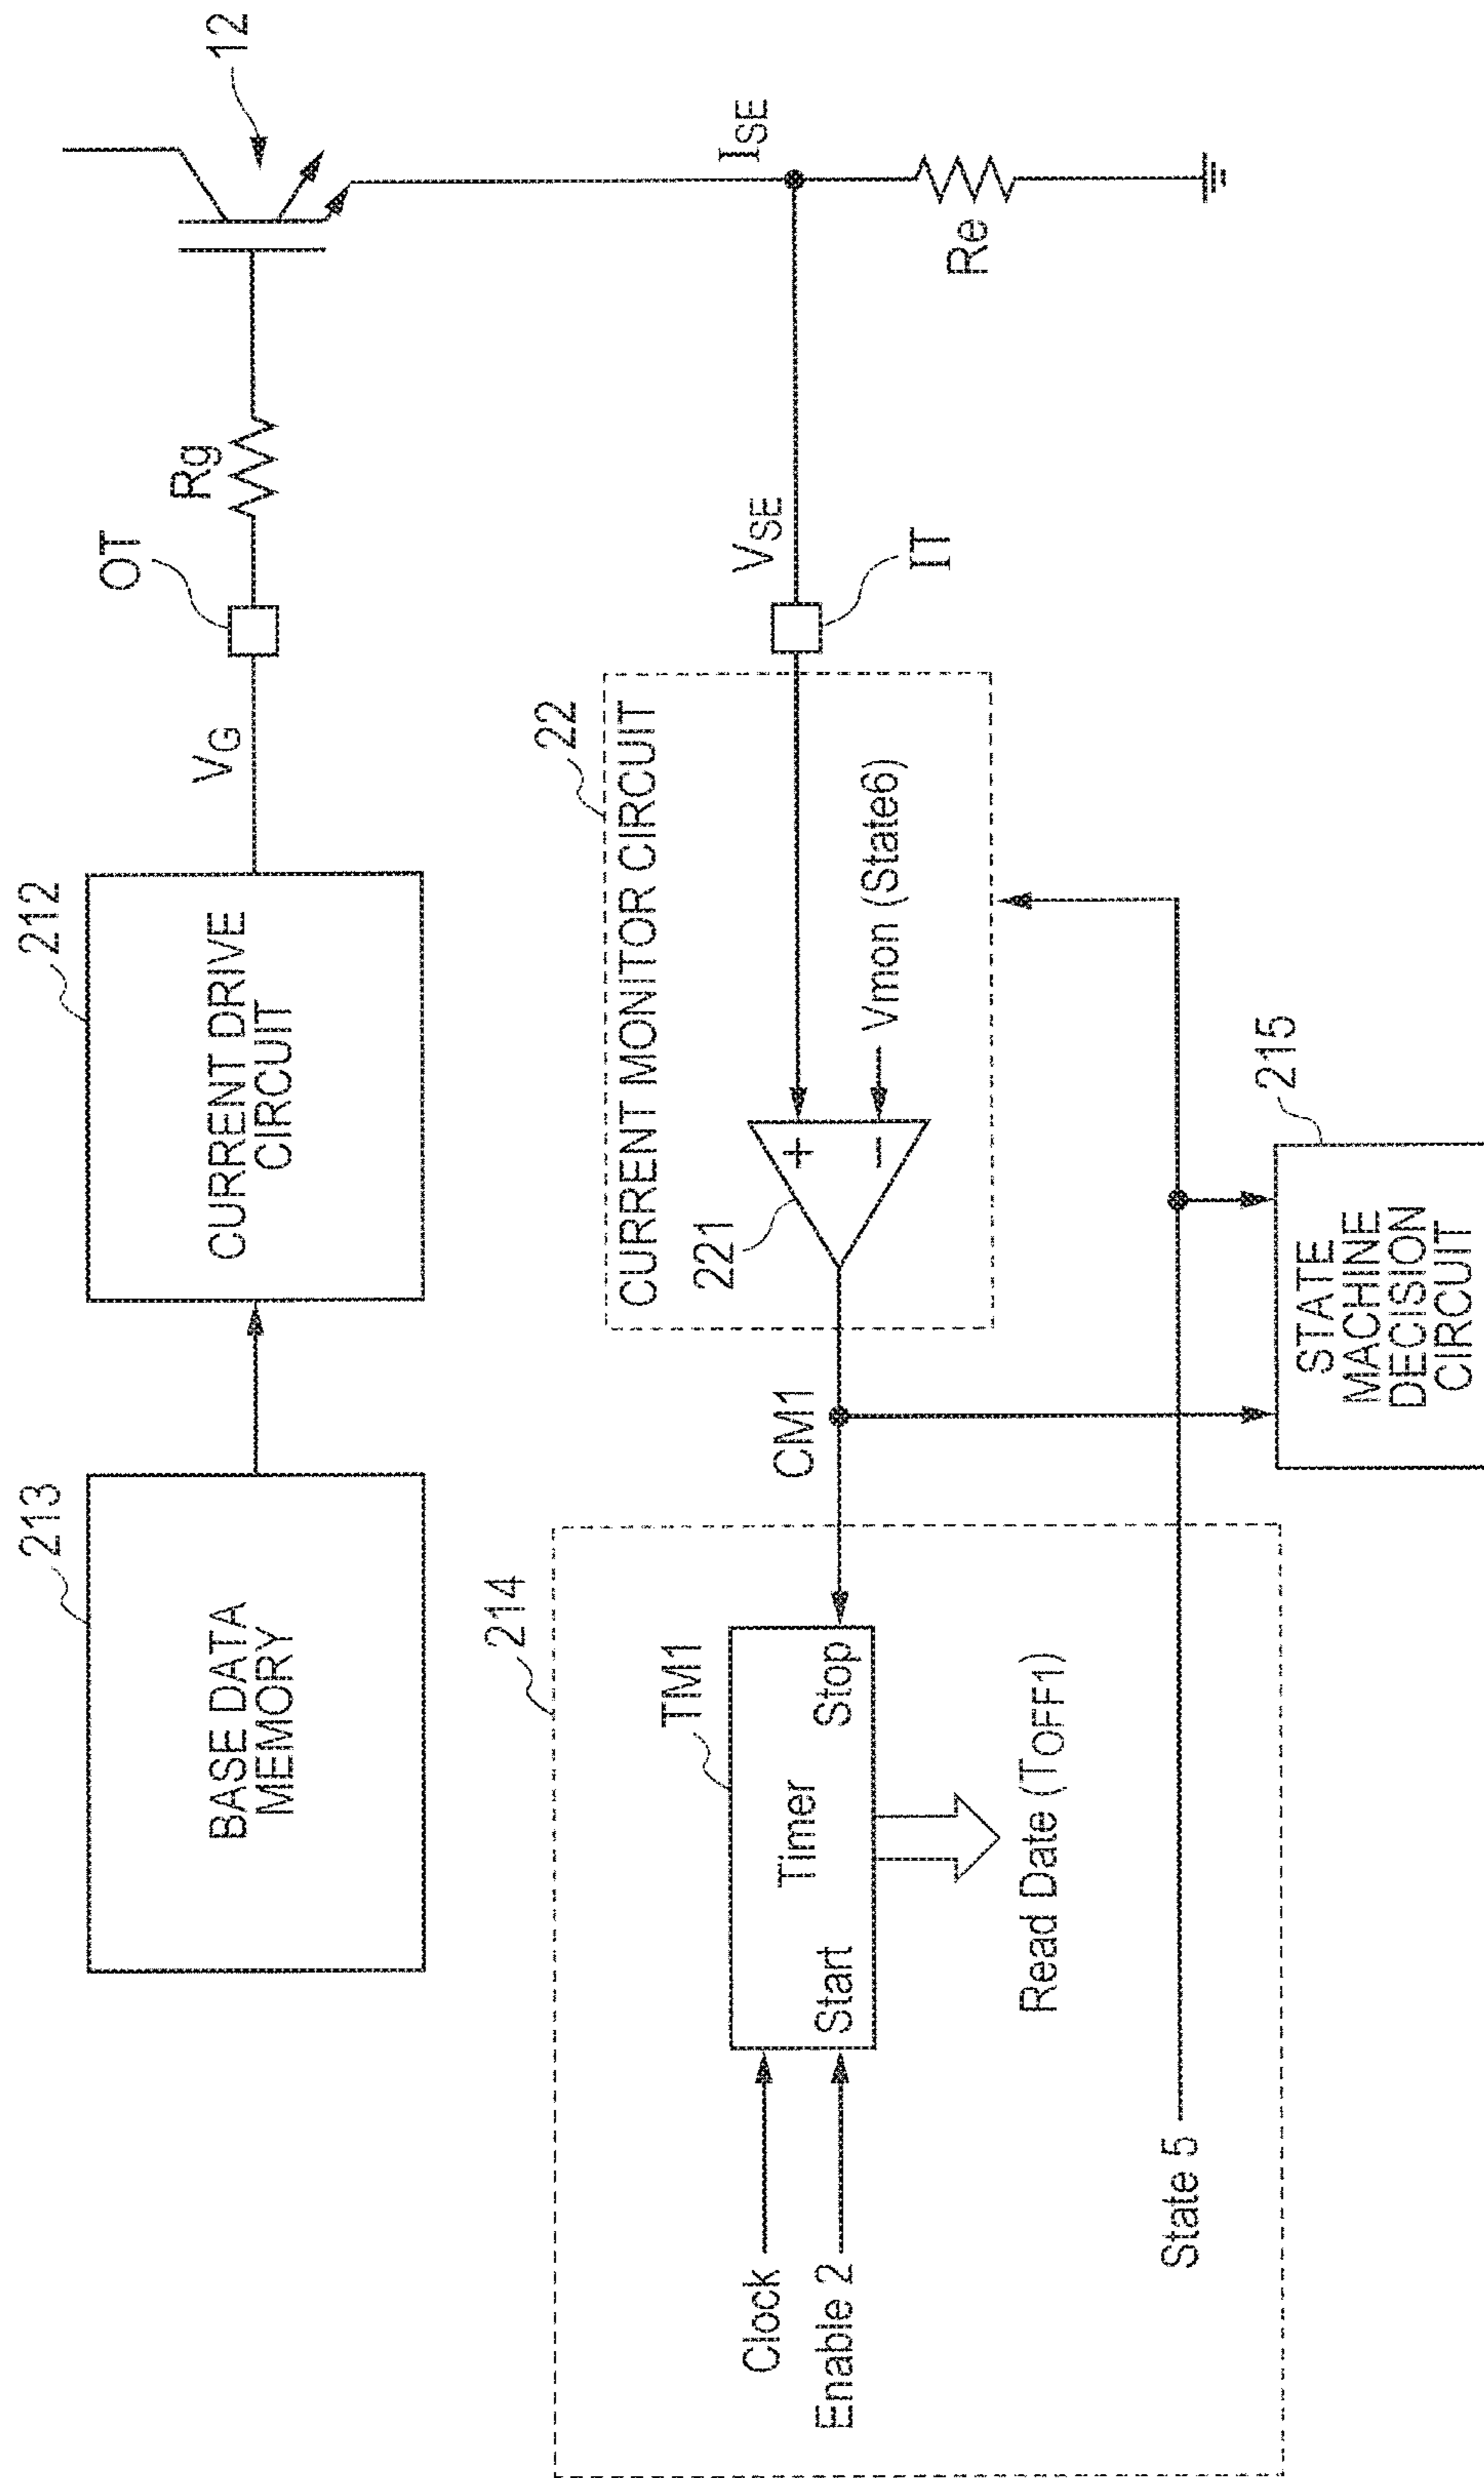 213
BASE DATA
MEMORY
212
CURRENT DRIVE
CIRCUIT
VG
OT
Rg
12
214
Clock
Enable 2
TM1
Timer
Start
Stop
Read Date (TOFF1)
State 5
CM1
22
CURRENT MONITOR CIRCUIT
221
+
−
Vmon (State6)
VSE
IT
ISE
Re
215
STATE
MACHINE
DECISION
CIRCUIT